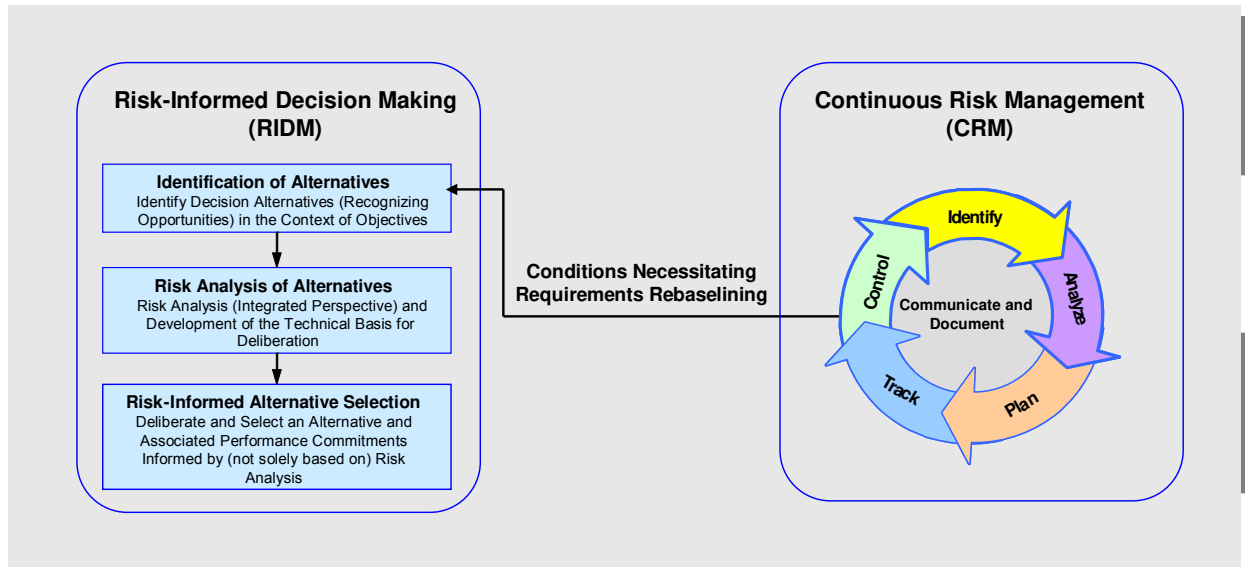 Risk-Informed Decision Making
(RIDM)
Identification of Alternatives
Identify Decision Alternatives (Recognizing
Opportunities) in the Context of Objectives
Risk Analysis of Alternatives
Risk Analysis (Integrated Perspective) and
Development of the Technical Basis for
Deliberation
Risk-Informed Alternative Selection
Deliberate and Select an Alternative and
Associated Performance Commitments
Informed by (not solely based on) Risk
Analysis
Conditions Necessitating
Requirements Rebaselining
Continuous Risk Management
(CRM)
Identify
Analyze
Plan
Track
Control
Communicate and
Document